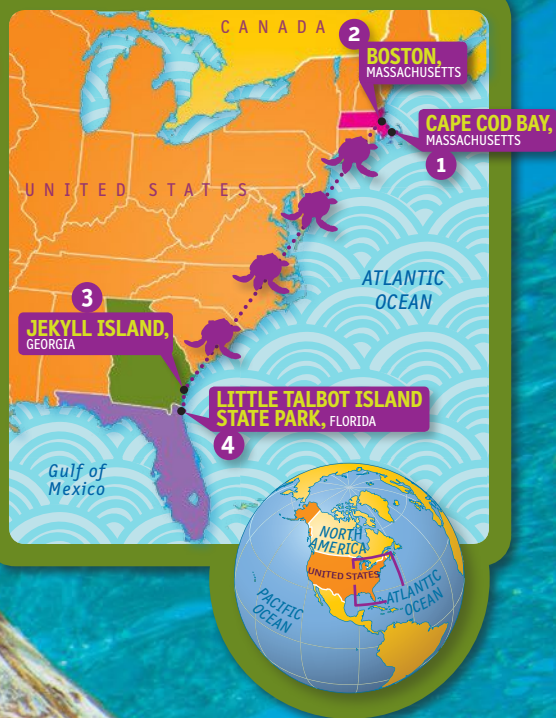 CANADA
2
BOSTON,
MASSACHUSETTS
CAPE COD BAY,
MASSACHUSETTS
1
UNITED STATES
ATLANTIC
OCEAN
3
JEKYLL ISLAND,
GEORGIA
LITTLE TALBOT ISLAND
STATE PARK, FLORIDA
4
Gulf of
Mexico
NORTH
AMERICA
UNITED STATES
ATLANTIC
OCEAN
PACIFIC
OCEAN